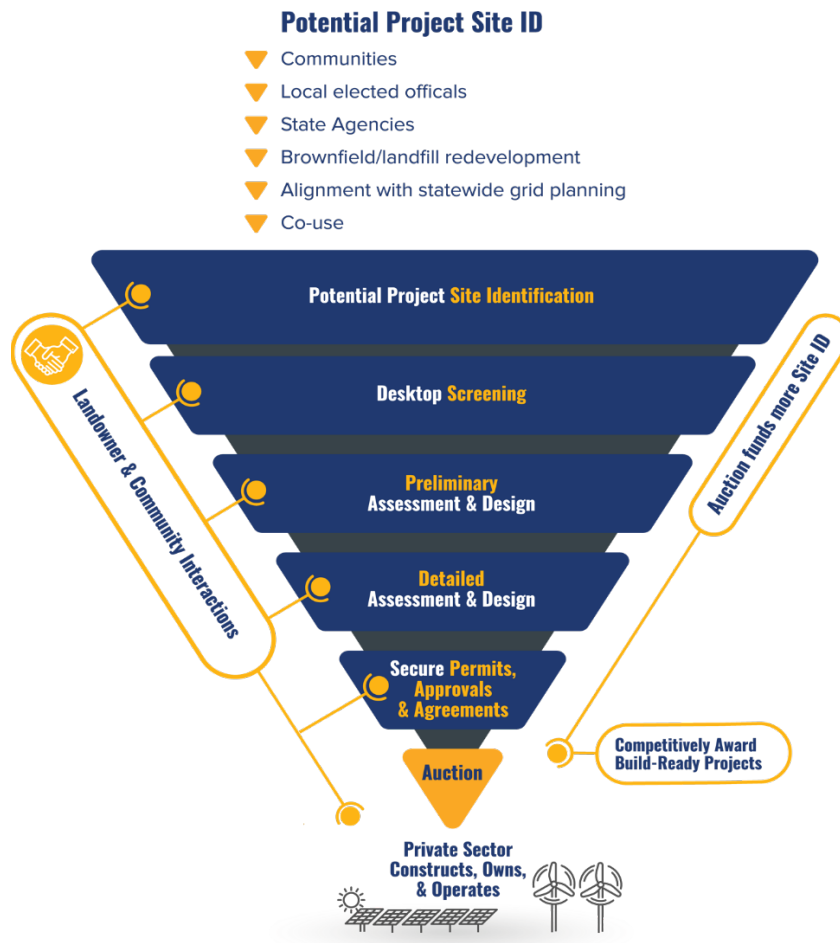 Potential Project Site ID
Communities
Local elected officals
State Agencies
Brownfield/landfill redevelopment
Alignment with statewide grid planning
Co-use
Potential Project Site Identification
Desktop Screening
Preliminary
Assessment & Design
Detailed
Assessment & Design
Secure Permits,
Approvals
& Agreements
Auction
Landowner & Community Interactions
Auction funds more Site ID
Competitively Award
Build-Ready Projects
Private Sector
Constructs, Owns,
& Operates